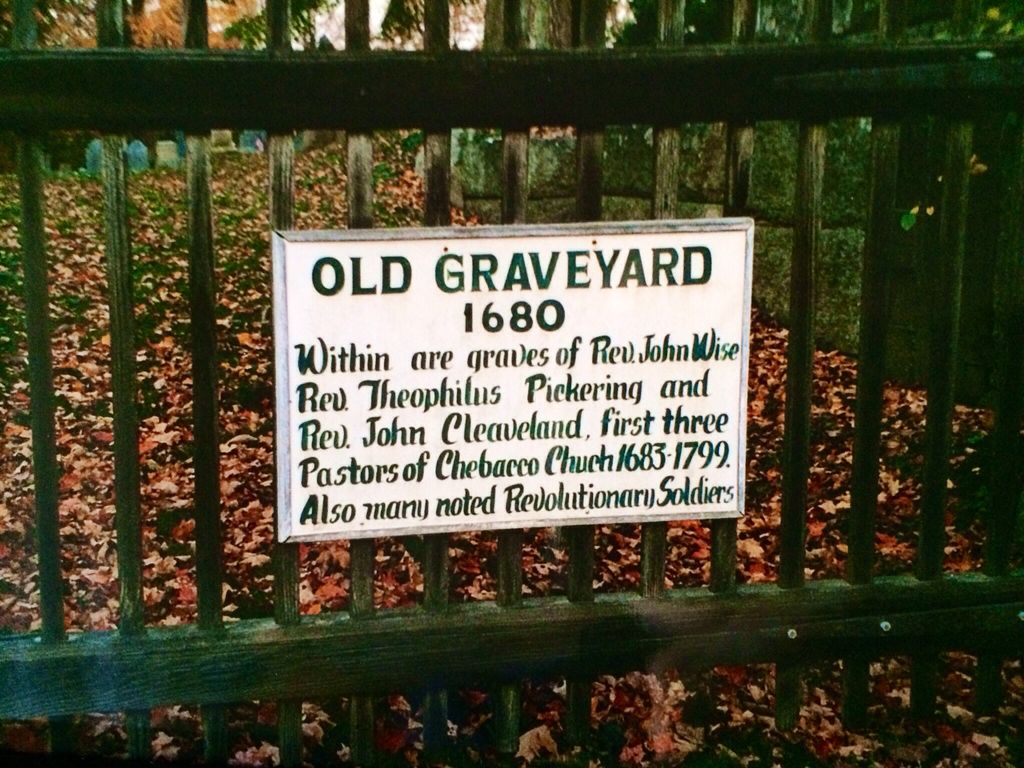 OLD GRAVEYARD
1680
Within are graves of Rev. John Wise
Rev. Theophilus Pickering and
Rev. John Cleaveland, first three
Pastors of Chebacco Chuch 1683-1799.
Also many noted Revolutionary Soldiers